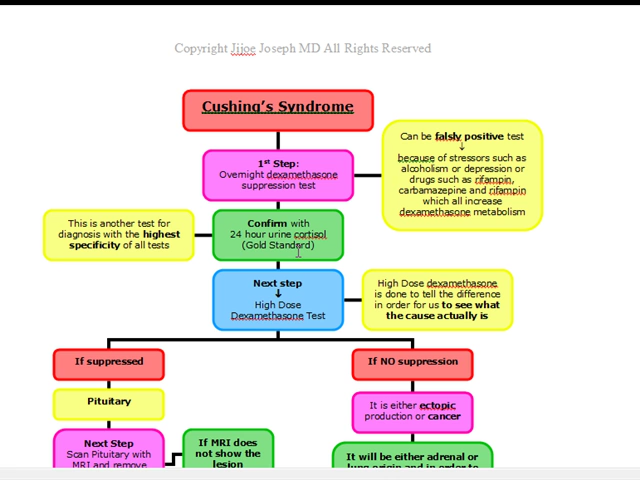 Copyright Jijoe Joseph MD All Rights Reserved
Cushing's Syndrome
1st Step:
Overnight dexamethasone
suppression test
Can be falsly positive test
↓
because of stressors such as
alcoholism or depression or
drugs such as rifampin,
carbamazepine and rifampin
which all increase
dexamethasone metabolism
This is another test for
diagnosis with the highest
specificity of all tests
Confirm with
24 hour urine cortisol
(Gold Standard)
Next step
↓
High Dose
Dexamethasone Test
High Dose dexamethasone
is done to tell the difference
in order for us to see what
the cause actually is
If suppressed
If NO suppression
Pituitary
It is either ectopic
production or cancer
Next Step
Scan Pituitary with
MRI and remove
If MRI does
not show the
lesion
It will be either adrenal or
lung origin and in order to